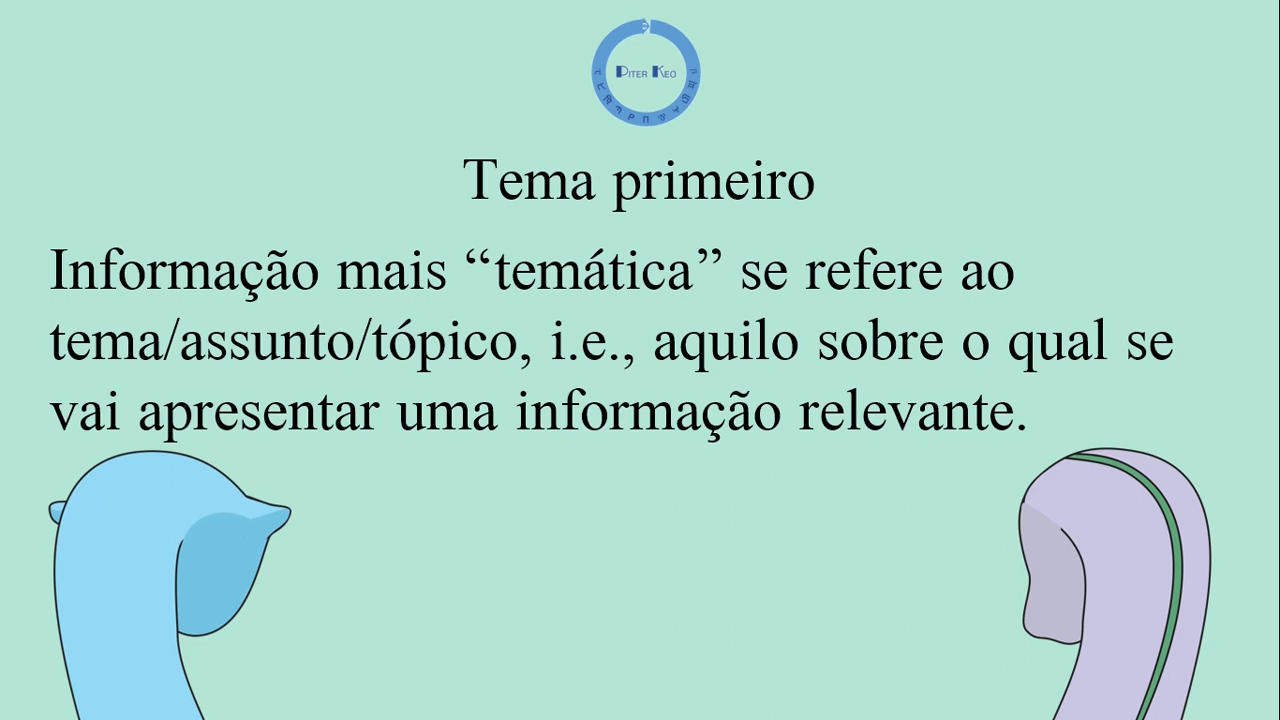 Piter Keo
Tema primeiro
Informação mais “temática” se refere ao
tema/assunto/tópico, i.e., aquilo sobre o qual se
vai apresentar uma informação relevante.